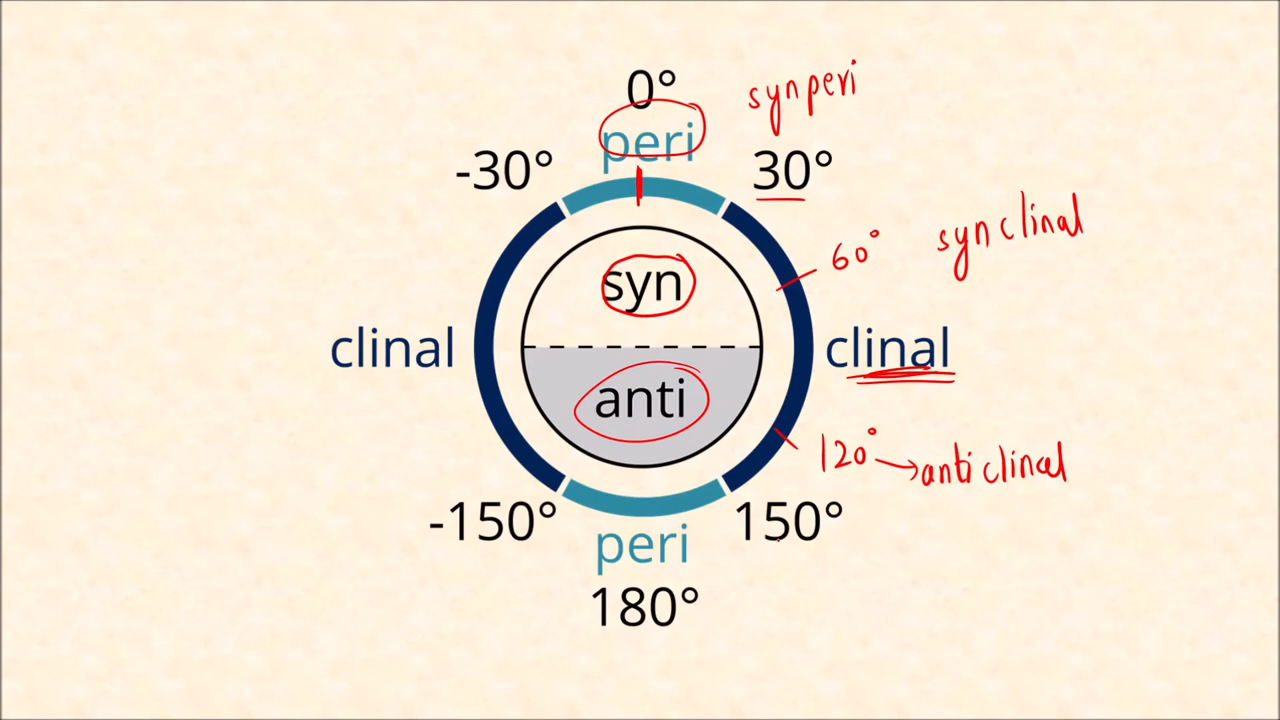 0°
synperi
peri
-30°
30°
60° synclinal
syn
clinal
clinal
anti
120° → anticlinal
-150°
150°
peri
180°